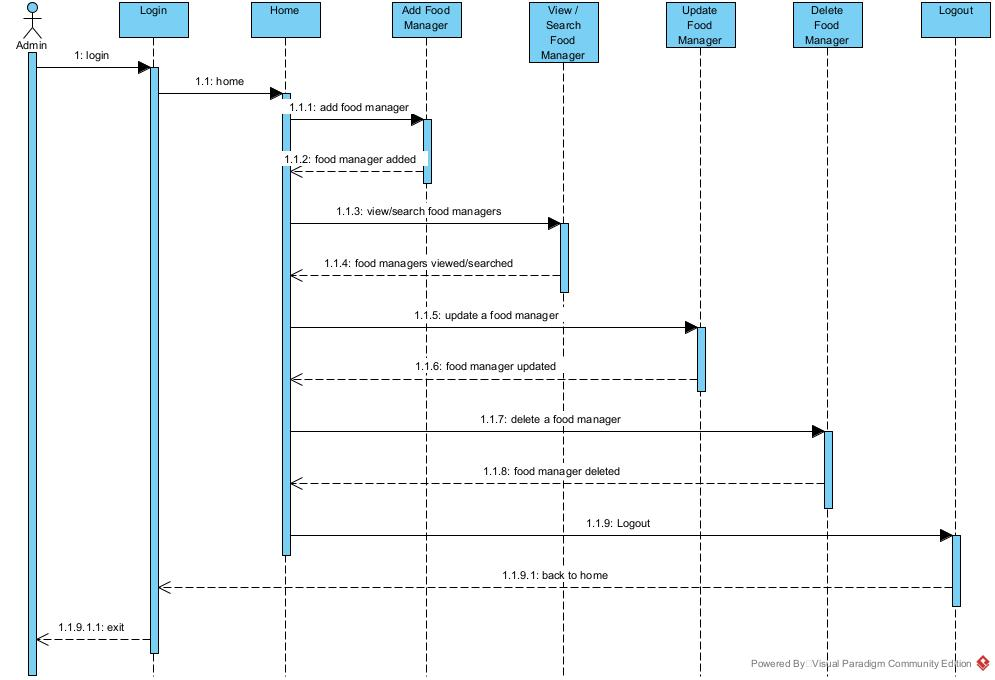 Login
Home
Add Food
Manager
View /
Search
Food
Manager
Update
Food
Manager
Delete
Food
Manager
Logout
Admin
1: login
1.1: home
1.1.1: add food manager
1.1.2: food manager added
1.1.3: view/search food managers
1.1.4: food managers viewed/searched
1.1.5: update a food manager
1.1.6: food manager updated
1.1.7: delete a food manager
1.1.8: food manager deleted
1.1.9: Logout
1.1.9.1: back to home
1.1.9.1.1: exit
Powered By Visual Paradigm Community Edition